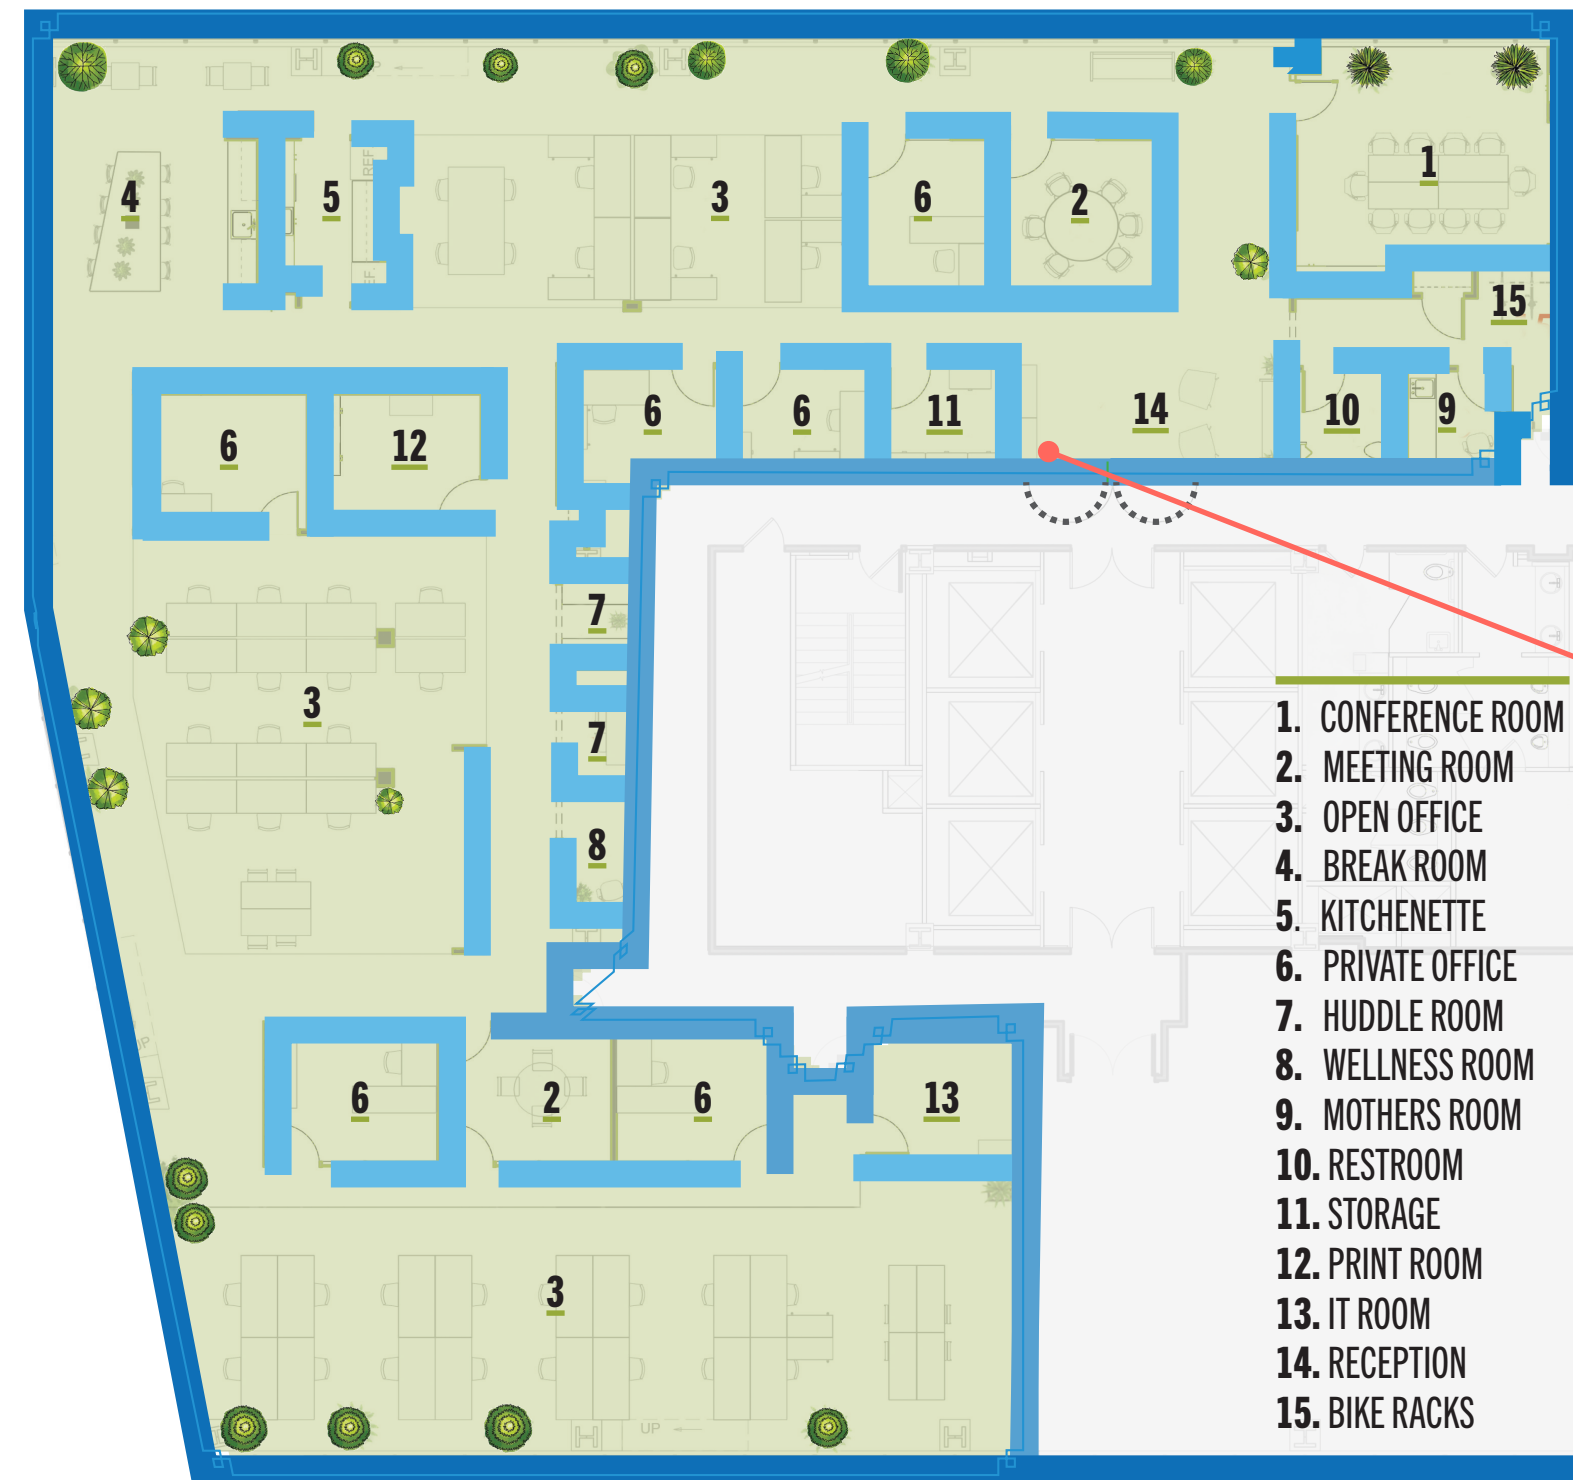 REF
REF.
1
4
5
3
6
2
15
6
6
11
14
10
9
6
12
7
3
7
8
6
2
6
13
3
UP
1. CONFERENCE ROOM
2. MEETING ROOM
3. OPEN OFFICE
4. BREAK ROOM
5. KITCHENETTE
6. PRIVATE OFFICE
7. HUDDLE ROOM
8. WELLNESS ROOM
9. MOTHERS ROOM
10. RESTROOM
11. STORAGE
12. PRINT ROOM
13. IT ROOM
14. RECEPTION
15. BIKE RACKS